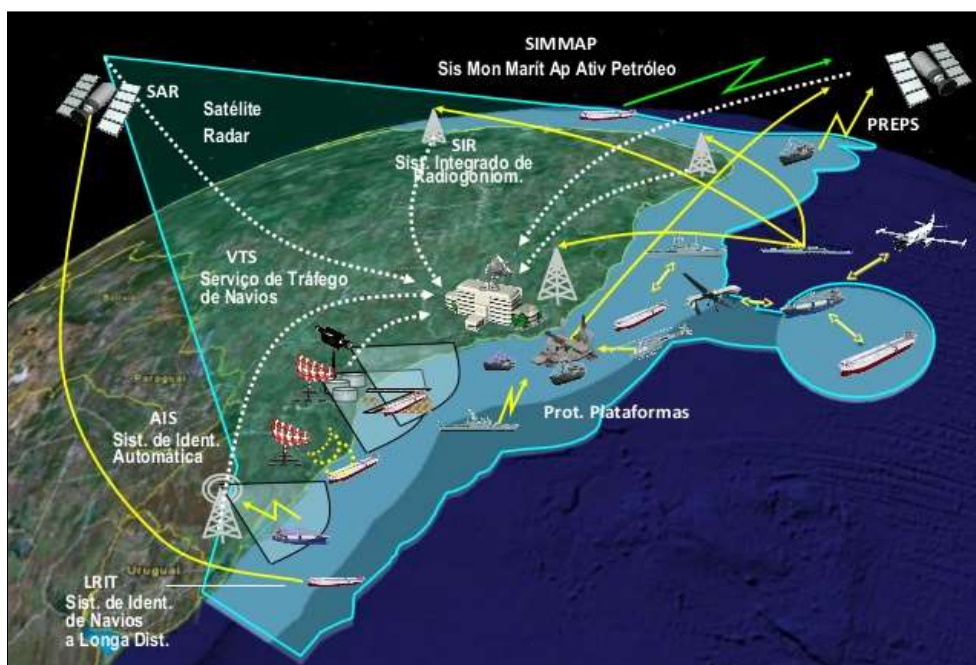 SIMMAP
Sis Mon Marít Ap Ativ Petróleo
SAR
Satélite
Radar
PREPS
SIR
Sist. Integrado de
Radiogoniom.
VTS
Serviço de Tráfego
de Navios
Paraguai
AIS
Sist. de Ident.
Automática
Prot. Plataformas
Uruguai
LRIT
Sist. de Ident.
de Navios
a Longa Dist.